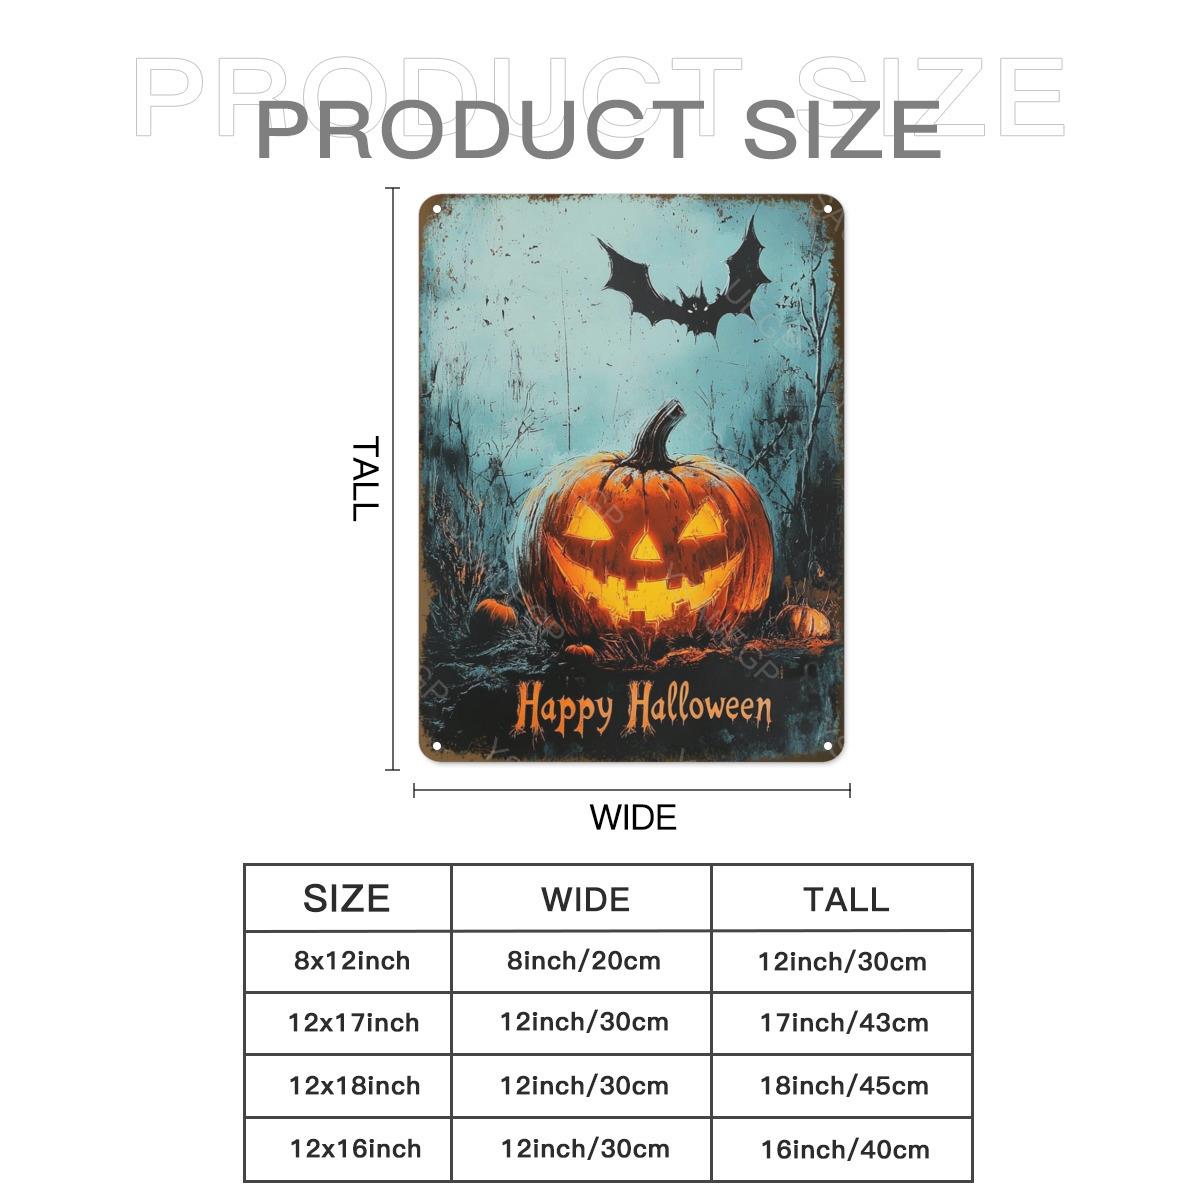 PRODUCT SIZE
PRODUCT SIZE
TALL
Happy Halloween
WIDE
SIZE WIDE TALL
8x12inch 8inch/20cm 12inch/30cm
12x17inch 12inch/30cm 17inch/43cm
12x18inch 12inch/30cm 18inch/45cm
12x16inch 12inch/30cm 16inch/40cm